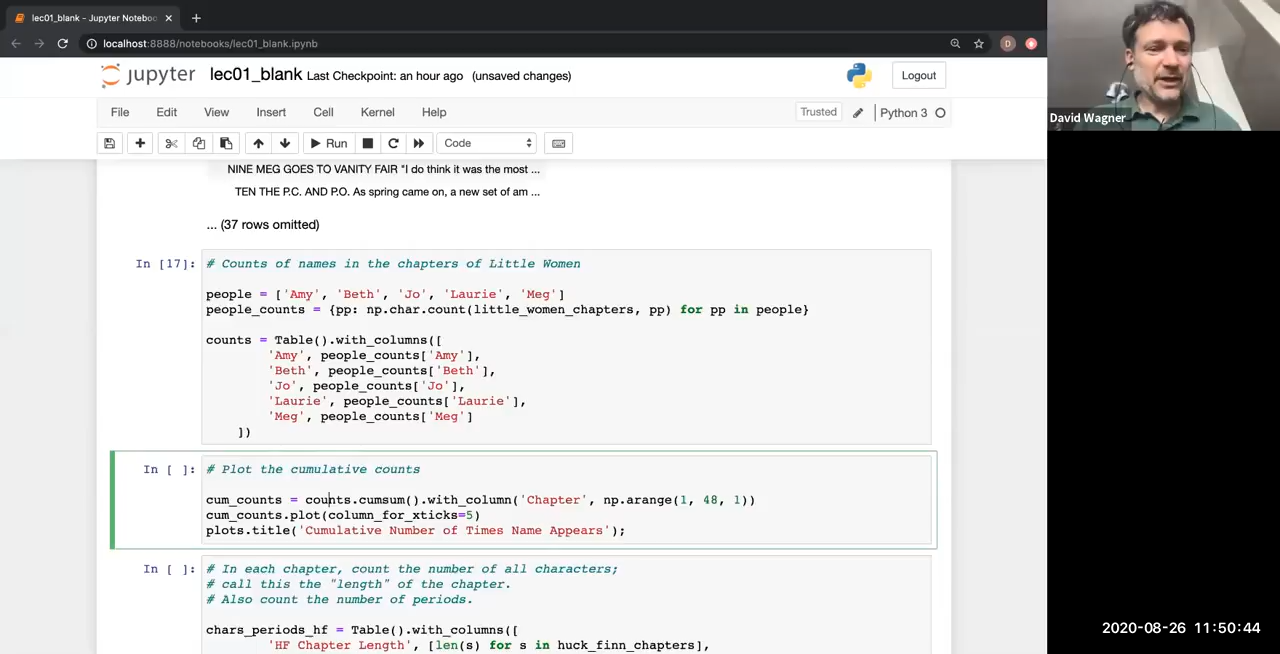 lec01_blank - Jupyter Noteboo
localhost:8888/notebooks/lec01_blank.ipynb
D
jupyter lec01_blank Last Checkpoint: an hour ago (unsaved changes)
Logout
File Edit View Insert Cell Kernel Help
Trusted
Python 3
Run
Code
NINE MEG GOES TO VANITY FAIR "I do think it was the most ...
TEN THE P.C. AND P.O. As spring came on, a new set of am ...
... (37 rows omitted)
In [17]:
# Counts of names in the chapters of Little Women
people = ['Amy', 'Beth', 'Jo', 'Laurie', 'Meg']
people_counts = {pp: np.char.count(little_women_chapters, pp) for pp in people}
counts = Table().with_columns([
'Amy', people_counts['Amy'],
'Beth', people_counts['Beth'],
'Jo', people_counts['Jo'],
'Laurie', people_counts['Laurie'],
'Meg', people_counts['Meg']
])
In [ ]:
# Plot the cumulative counts
cum_counts = counts.cumsum().with_column('Chapter', np.arange(1, 48, 1))
cum_counts.plot(column_for_xticks=5)
plots.title('Cumulative Number of Times Name Appears');
In [ ]:
# In each chapter, count the number of all characters;
# call this the "length" of the chapter.
# Also count the number of periods.
chars_periods_hf = Table().with_columns([
'HF Chapter Length', [len(s) for s in huck_finn_chapters],
David Wagner
2020-08-26 11:50:44